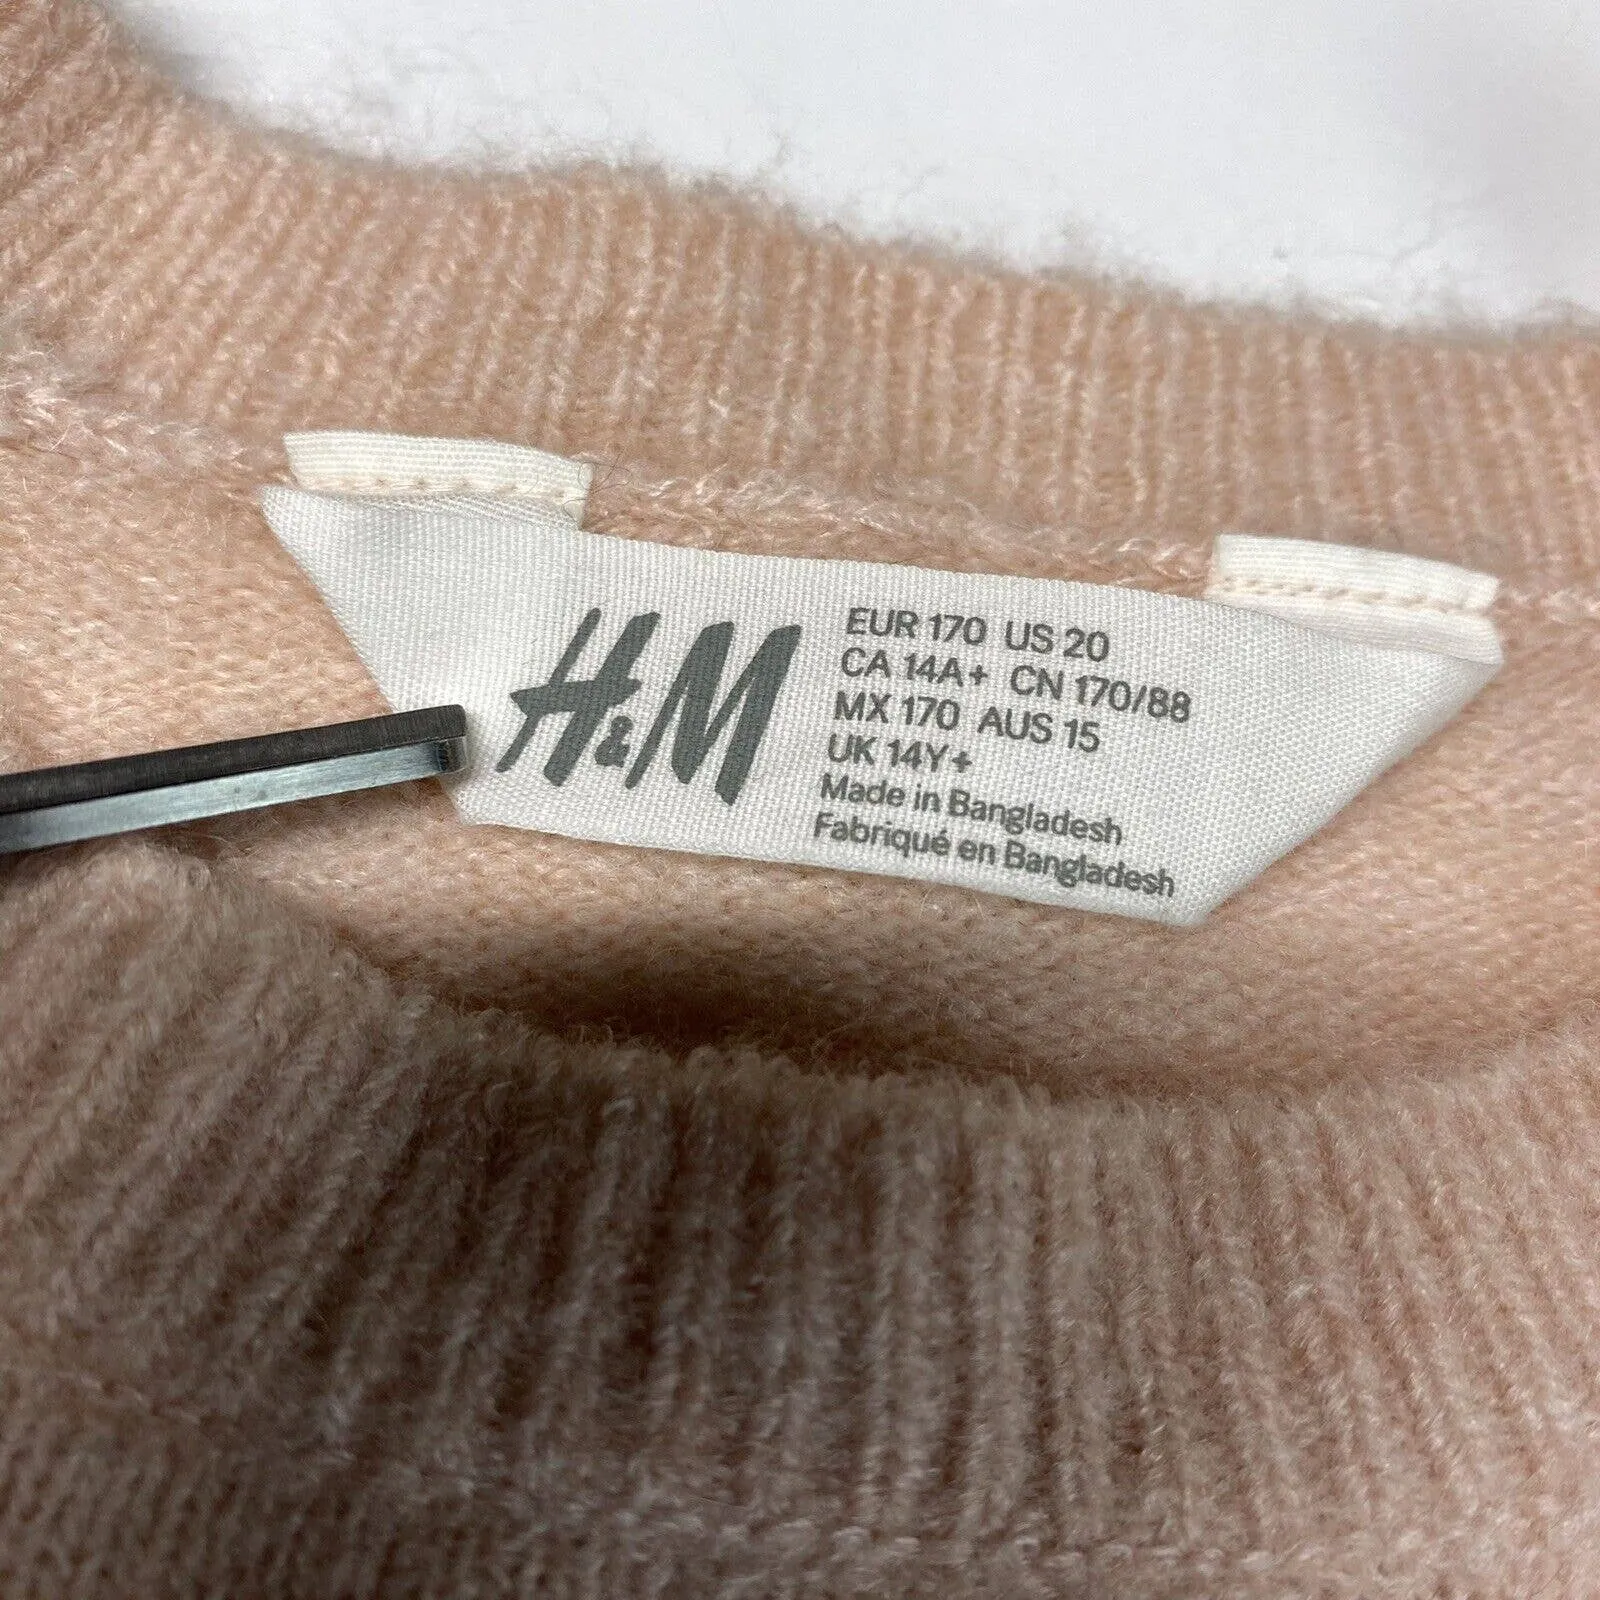 H&M
EUR 170 US 20
CA 14A+ CN 170/88
MX 170 AUS 15
UK 14Y+
Made in Bangladesh
Fabriqué en Bangladesh